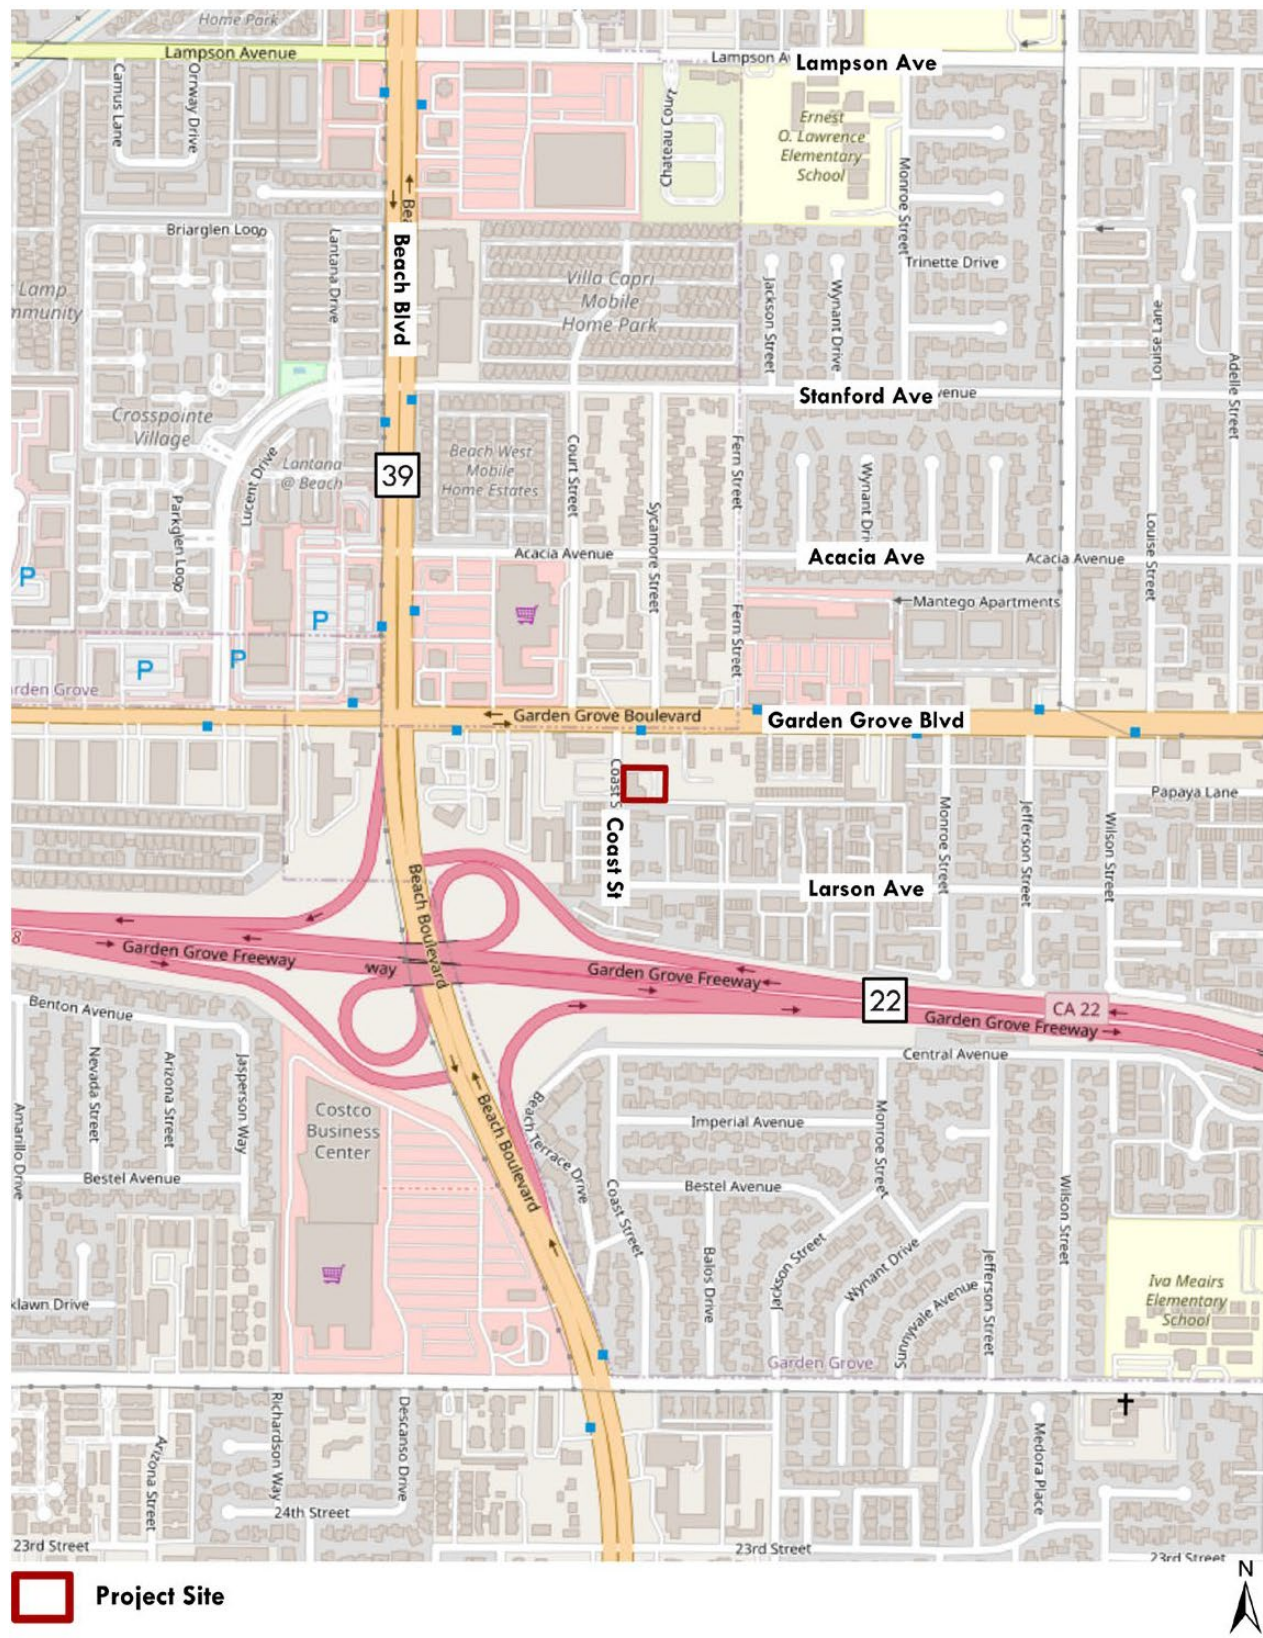 Home Park
Lampson Avenue
Lampson A
Lampson Ave
Camus Lane
Orrway Drive
Chateau Court
Ernest
O. Lawrence
Elementary
School
Monroe Street
Bea
Briarglen Loop
Lantana Drive
Beach Blvd
Trinette Drive
Lamp
mmunity
Villa Capri
Mobile
Home Park
Jackson Street
Wynant Drive
Louise Lane
Adelle Street
Stanford Ave
venue
Crosspointe
Village
Lucent Drive
Lantana
@ Beach
39
Beach West
Mobile
Home Estates
Court Street
Fern Street
Wynant Dri
Parkglen Loop
Sycamore Street
Louise Street
Acacia Avenue
Acacia Ave
Acacia Avenue
P
P
P
P
Fern Street
Mantego Apartments
rden Grove
Garden Grove Boulevard
Garden Grove Blvd
Coast S
Coast St
Papaya Lane
Monroe Street
Jefferson Street
Wilson Street
Larson Ave
Beach Boulevard
8
Garden Grove Freeway
way
Garden Grove Freeway
22
CA 22
Garden Grove Freeway
Benton Avenue
Central Avenue
Nevada Street
Arizona Street
Jasperson Way
Amarillo Drive
Costco
Business
Center
Beach Boulevard
Beach Terrace Drive
Imperial Avenue
Monroe Street
Bestel Avenue
Bestel Avenue
Coast Street
Wilson Street
Balos Drive
Jackson Street
Wynant Drive
Sunnyvale Avenue
Jefferson Street
klawn Drive
Iva Meairs
Elementary
School
Garden Grove
Richardson Way
Descanso Drive
Arizona Street
Medora Place
24th Street
23rd Street
23rd Street
23rd Street
N
Project Site